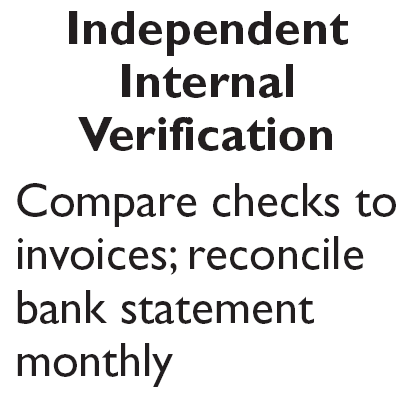 Independent
Internal
Verification
Compare checks to
invoices; reconcile
bank statement
monthly